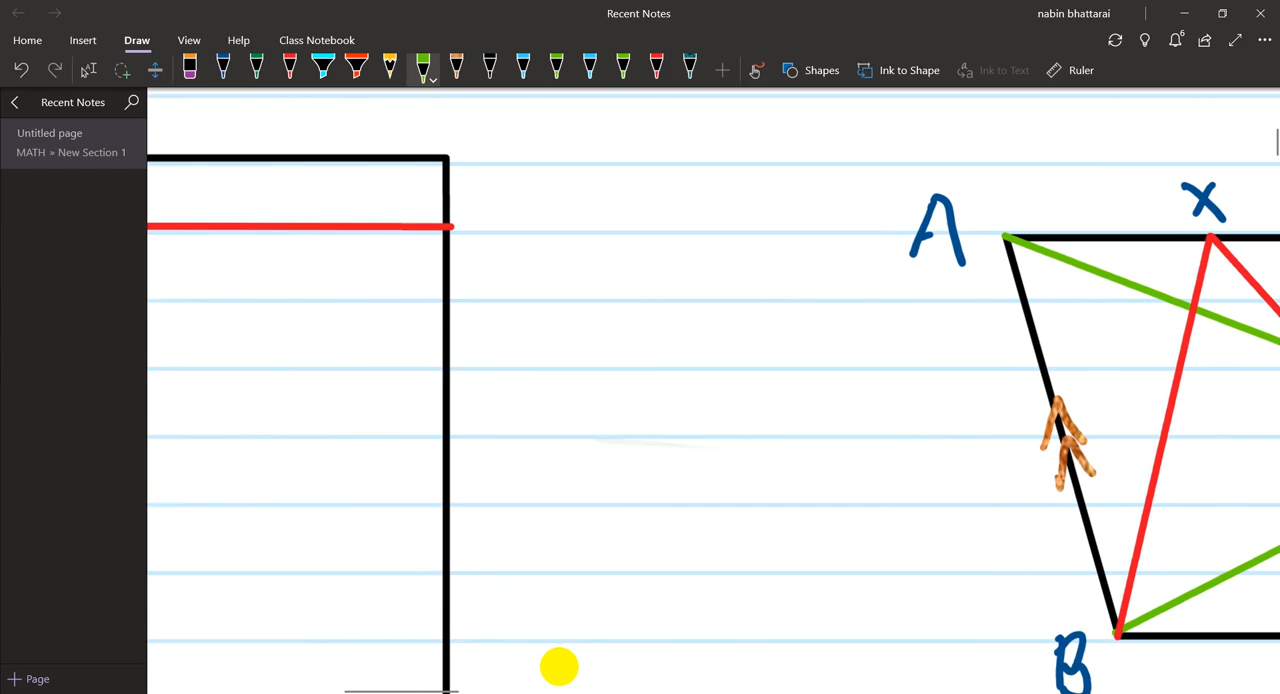 Recent Notes
nabin bhattarai
Home Insert Draw View Help Class Notebook
6
Shapes Ink to Shape Ink to Text Ruler
Recent Notes
Untitled page
MATH » New Section 1
A
X
B
Page